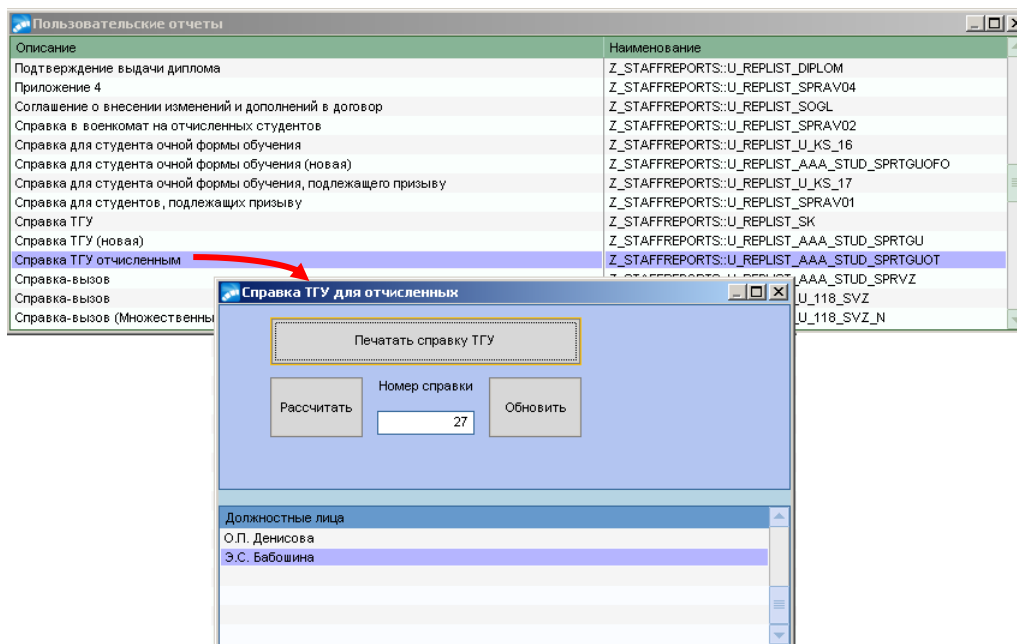 Пользовательские отчеты
Описание Наименование
Подтверждение выдачи диплома Z_STAFFREPORTS::U_REPLIST_DIPLOM
Приложение 4 Z_STAFFREPORTS::U_REPLIST_SPRAV04
Соглашение о внесении изменений и дополнений в договор Z_STAFFREPORTS::U_REPLIST_SOGL
Справка в военкомат на отчисленных студентов Z_STAFFREPORTS::U_REPLIST_SPRAV02
Справка для студента очной формы обучения Z_STAFFREPORTS::U_REPLIST_U_KS_16
Справка для студента очной формы обучения (новая) Z_STAFFREPORTS::U_REPLIST_AAA_STUD_SPRTGUOFO
Справка для студента очной формы обучения, подлежащего призыву Z_STAFFREPORTS::U_REPLIST_U_KS_17
Справка для студентов, подлежащих призыву Z_STAFFREPORTS::U_REPLIST_SPRAV01
Справка ТГУ Z_STAFFREPORTS::U_REPLIST_SK
Справка ТГУ (новая) Z_STAFFREPORTS::U_REPLIST_AAA_STUD_SPRTGU
Справка ТГУ отчисленным Z_STAFFREPORTS::U_REPLIST_AAA_STUD_SPRTGUOT
Справка-вызов Z_STAFFREPORTS::U_REPLIST_AAA_STUD_SPRVZ
Справка-вызов U_118_SVZ
Справка-вызов (Множественны U_118_SVZ_N
Справка ТГУ для отчисленных
Печатать справку ТГУ
Рассчитать Номер справки Обновить
27
Должностные лица
О.П. Денисова
Э.С. Бабошина